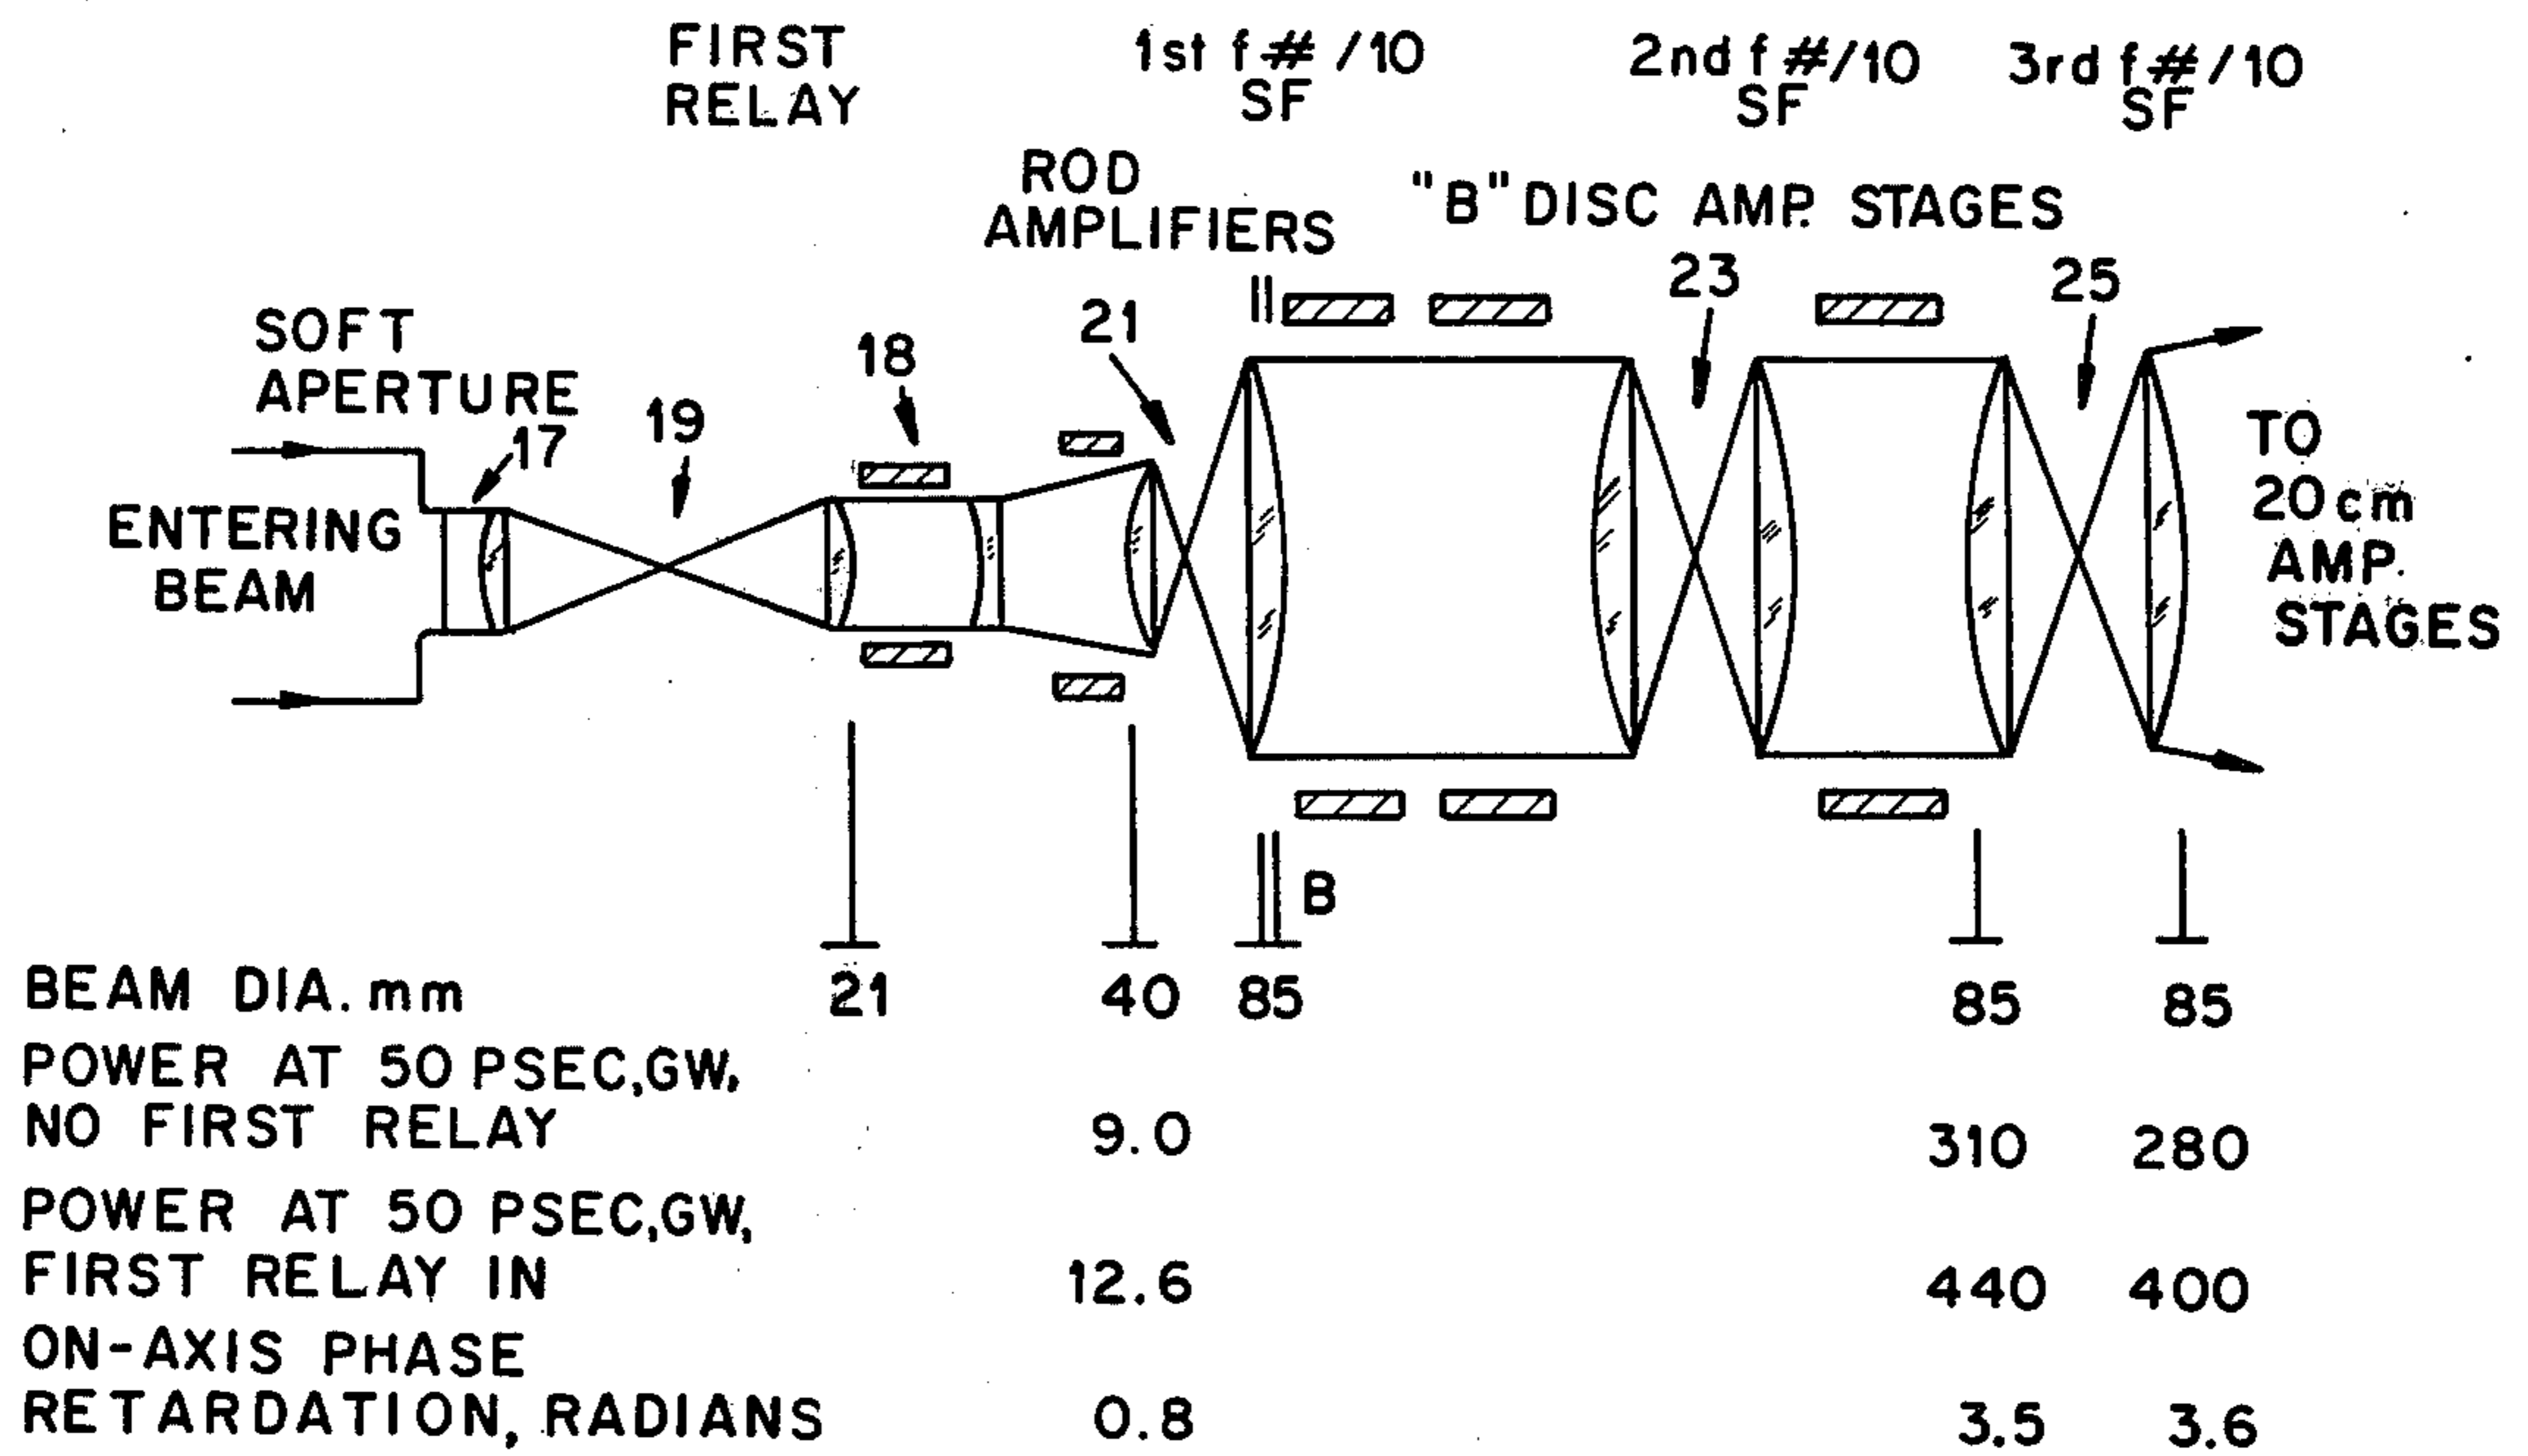 FIRST
RELAY
1st f# /10
SF
2nd f #/10
SF
3rd f#/10
SF
ROD
AMPLIFIERS
"B" DISC AMP. STAGES
SOFT
APERTURE
17
19
18
21
23
25
ENTERING
BEAM
TO
20cm
AMP.
STAGES
B
BEAM DIA. mm 21 40 85 85 85
POWER AT 50 PSEC,GW,
NO FIRST RELAY 9.0 310 280
POWER AT 50 PSEC,GW,
FIRST RELAY IN 12.6 440 400
ON-AXIS PHASE
RETARDATION, RADIANS 0.8 3.5 3.6